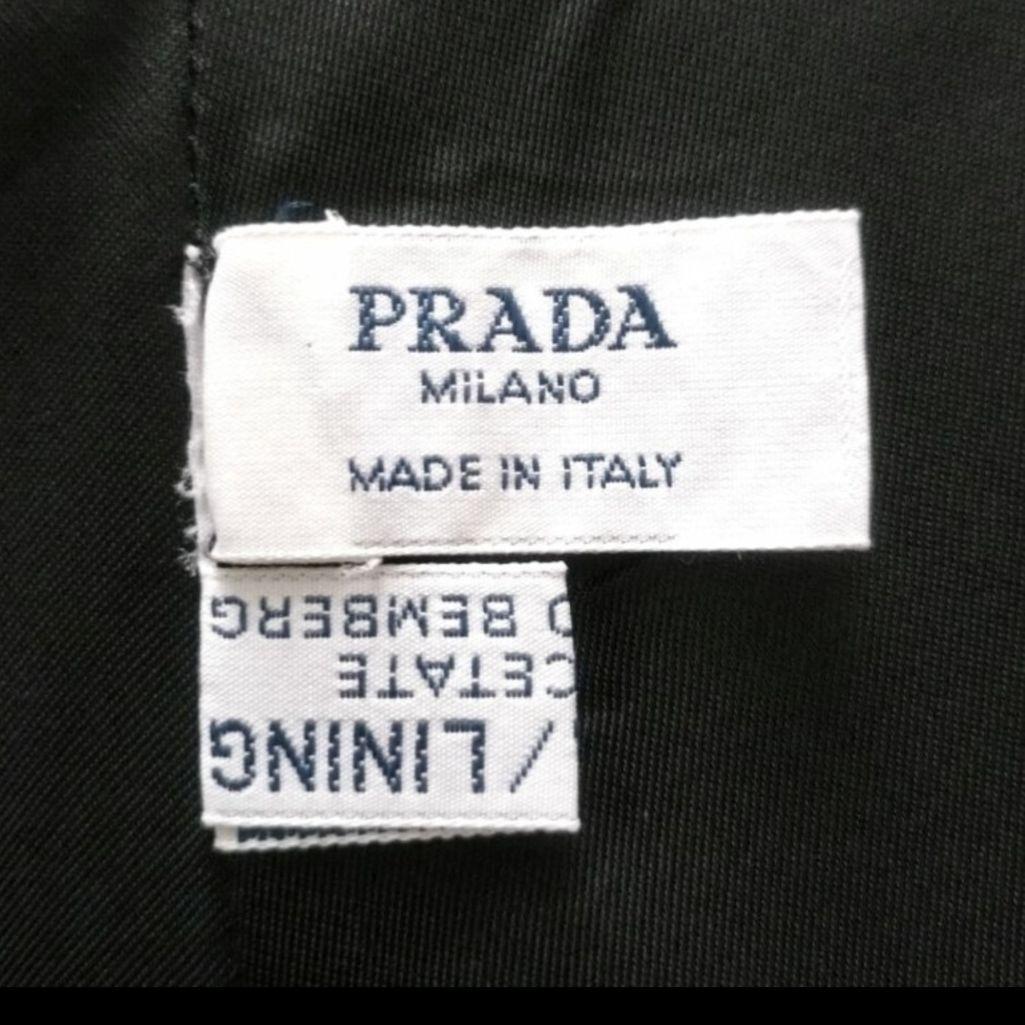 PRADA
MILANO
MADE IN ITALY
/ LINING
CETATE
BEMBERG